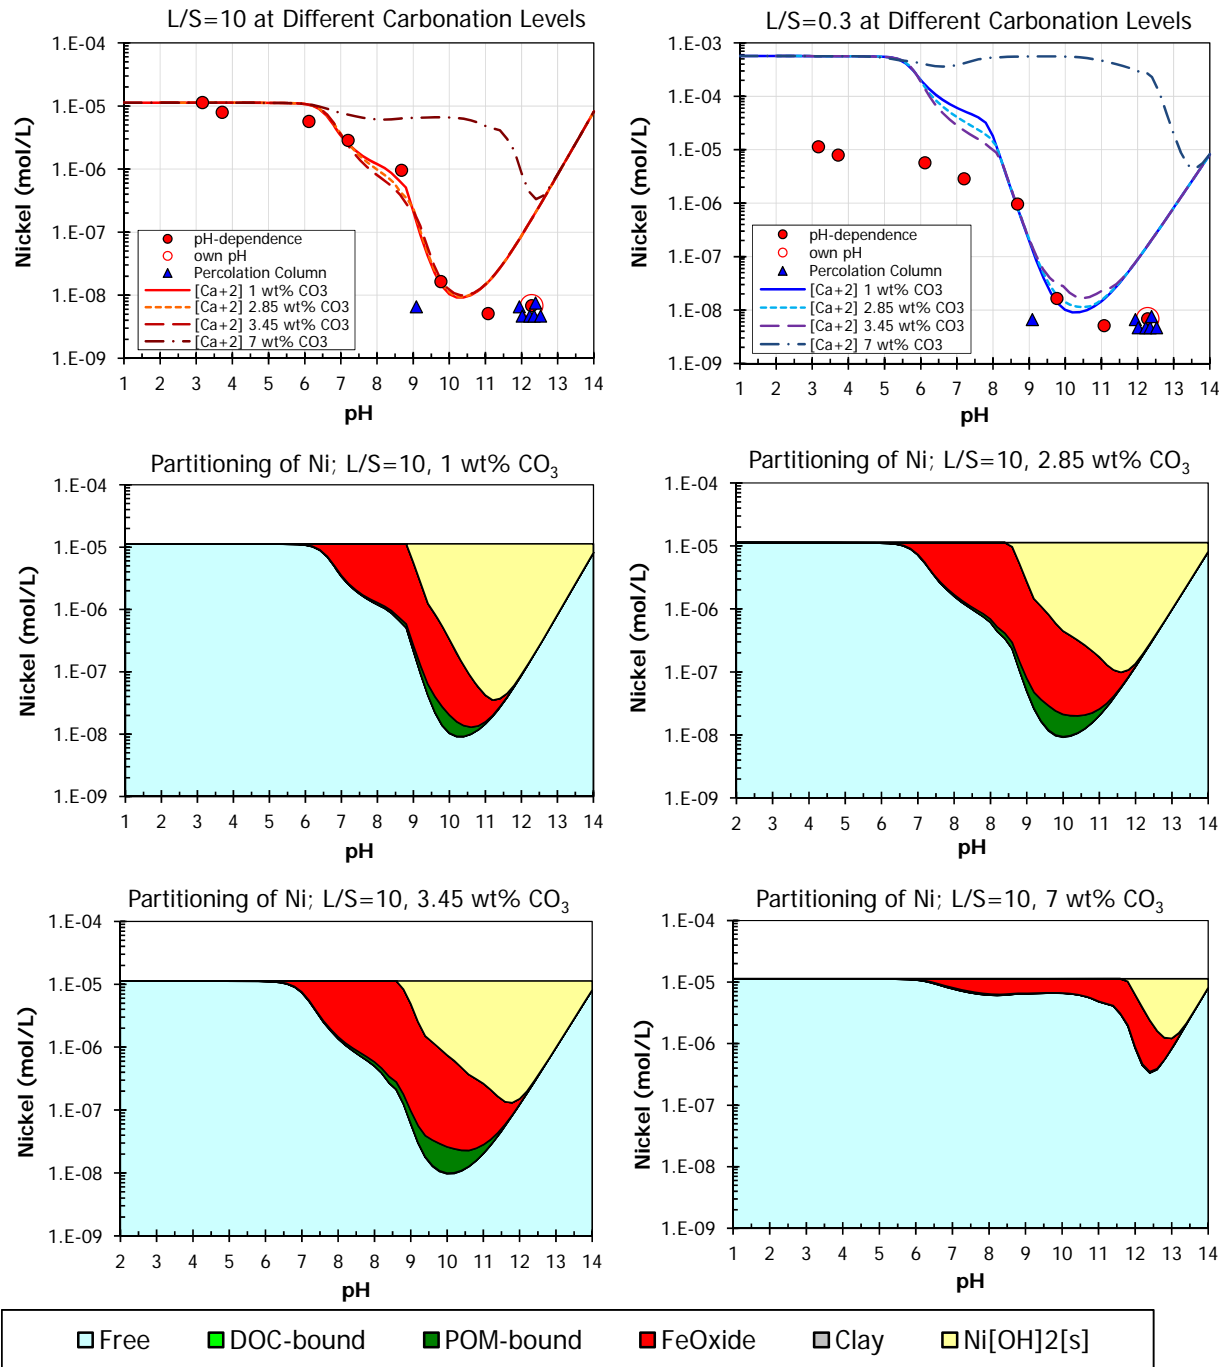 L/S=10 at Different Carbonation Levels
1.E-04
1.E-05
1.E-06
1.E-07
1.E-08
1.E-09
Nickel (mol/L)
pH-dependence
own pH
Percolation Column
[Ca+2] 1 wt% CO3
[Ca+2] 2.85 wt% CO3
[Ca+2] 3.45 wt% CO3
[Ca+2] 7 wt% CO3
1 2 3 4 5 6 7 8 9 10 11 12 13 14
pH
L/S=0.3 at Different Carbonation Levels
1.E-03
1.E-04
1.E-05
1.E-06
1.E-07
1.E-08
1.E-09
Nickel (mol/L)
pH-dependence
own pH
Percolation Column
[Ca+2] 1 wt% CO3
[Ca+2] 2.85 wt% CO3
[Ca+2] 3.45 wt% CO3
[Ca+2] 7 wt% CO3
1 2 3 4 5 6 7 8 9 10 11 12 13 14
pH
Partitioning of Ni; L/S=10, 1 wt% CO₃
1.E-04
1.E-05
1.E-06
1.E-07
1.E-08
1.E-09
Nickel (mol/L)
1 2 3 4 5 6 7 8 9 10 11 12 13 14
pH
Partitioning of Ni; L/S=10, 2.85 wt% CO₃
1.E-04
1.E-05
1.E-06
1.E-07
1.E-08
1.E-09
Nickel (mol/L)
2 3 4 5 6 7 8 9 10 11 12 13 14
pH
Partitioning of Ni; L/S=10, 3.45 wt% CO₃
1.E-04
1.E-05
1.E-06
1.E-07
1.E-08
1.E-09
Nickel (mol/L)
2 3 4 5 6 7 8 9 10 11 12 13 14
pH
Partitioning of Ni; L/S=10, 7 wt% CO₃
1.E-04
1.E-05
1.E-06
1.E-07
1.E-08
1.E-09
Nickel (mol/L)
1 2 3 4 5 6 7 8 9 10 11 12 13 14
pH
Free DOC-bound POM-bound FeOxide Clay Ni[OH]2[s]